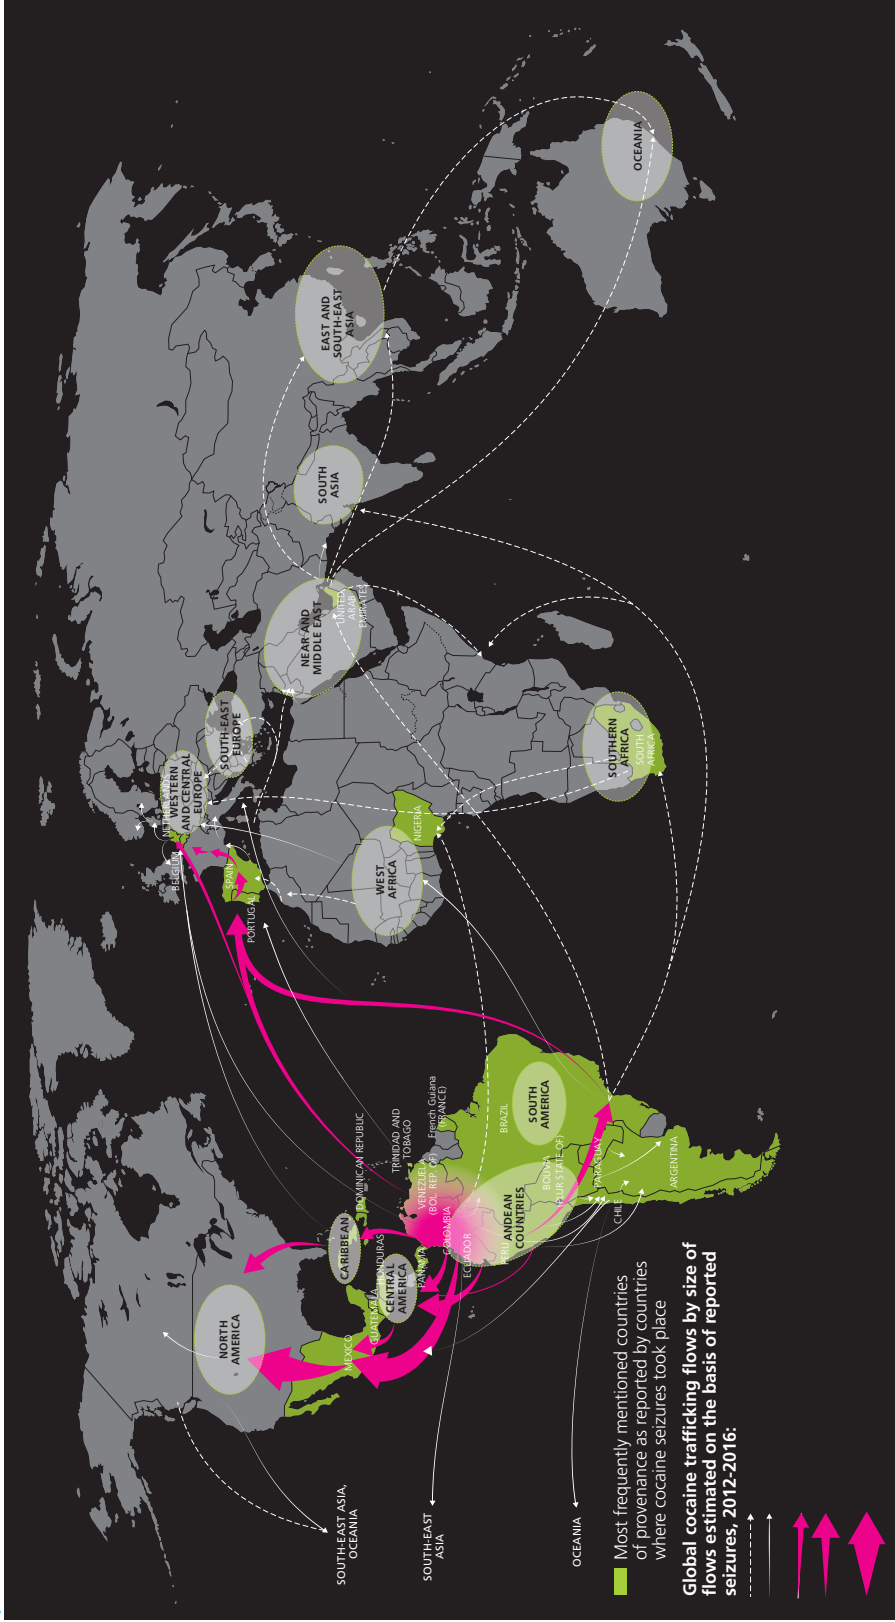 SOUTH-EAST ASIA,
OCEANIA
SOUTH-EAST
ASIA
OCEANIA
NORTH
AMERICA
MEXICO
GUATEMALA
HONDURAS
CENTRAL
AMERICA
PANAMA
CARIBBEAN
DOMINICAN REPUBLIC
TRINIDAD AND
TOBAGO
VENEZUELA
(BOL. REP. OF)
French Guiana
(FRANCE)
COLOMBIA
ECUADOR
PERU
ANDEAN
COUNTRIES
BOLIVIA
(PLUR STATE OF)
BRAZIL
SOUTH
AMERICA
PARAGUAY
CHILE
ARGENTINA
PORTUGAL
SPAIN
BELGIUM
NETHERLANDS
WESTERN
AND CENTRAL
EUROPE
SOUTH-EAST
EUROPE
WEST
AFRICA
NIGERIA
SOUTHERN
AFRICA
SOUTH
AFRICA
NEAR AND
MIDDLE EAST
UNITED
ARAB
EMIRATES
SOUTH
ASIA
EAST AND
SOUTH-EAST
ASIA
OCEANIA
Most frequently mentioned countries
of provenance as reported by countries
where cocaine seizures took place
Global cocaine trafficking flows by size of
flows estimated on the basis of reported
seizures, 2012-2016: